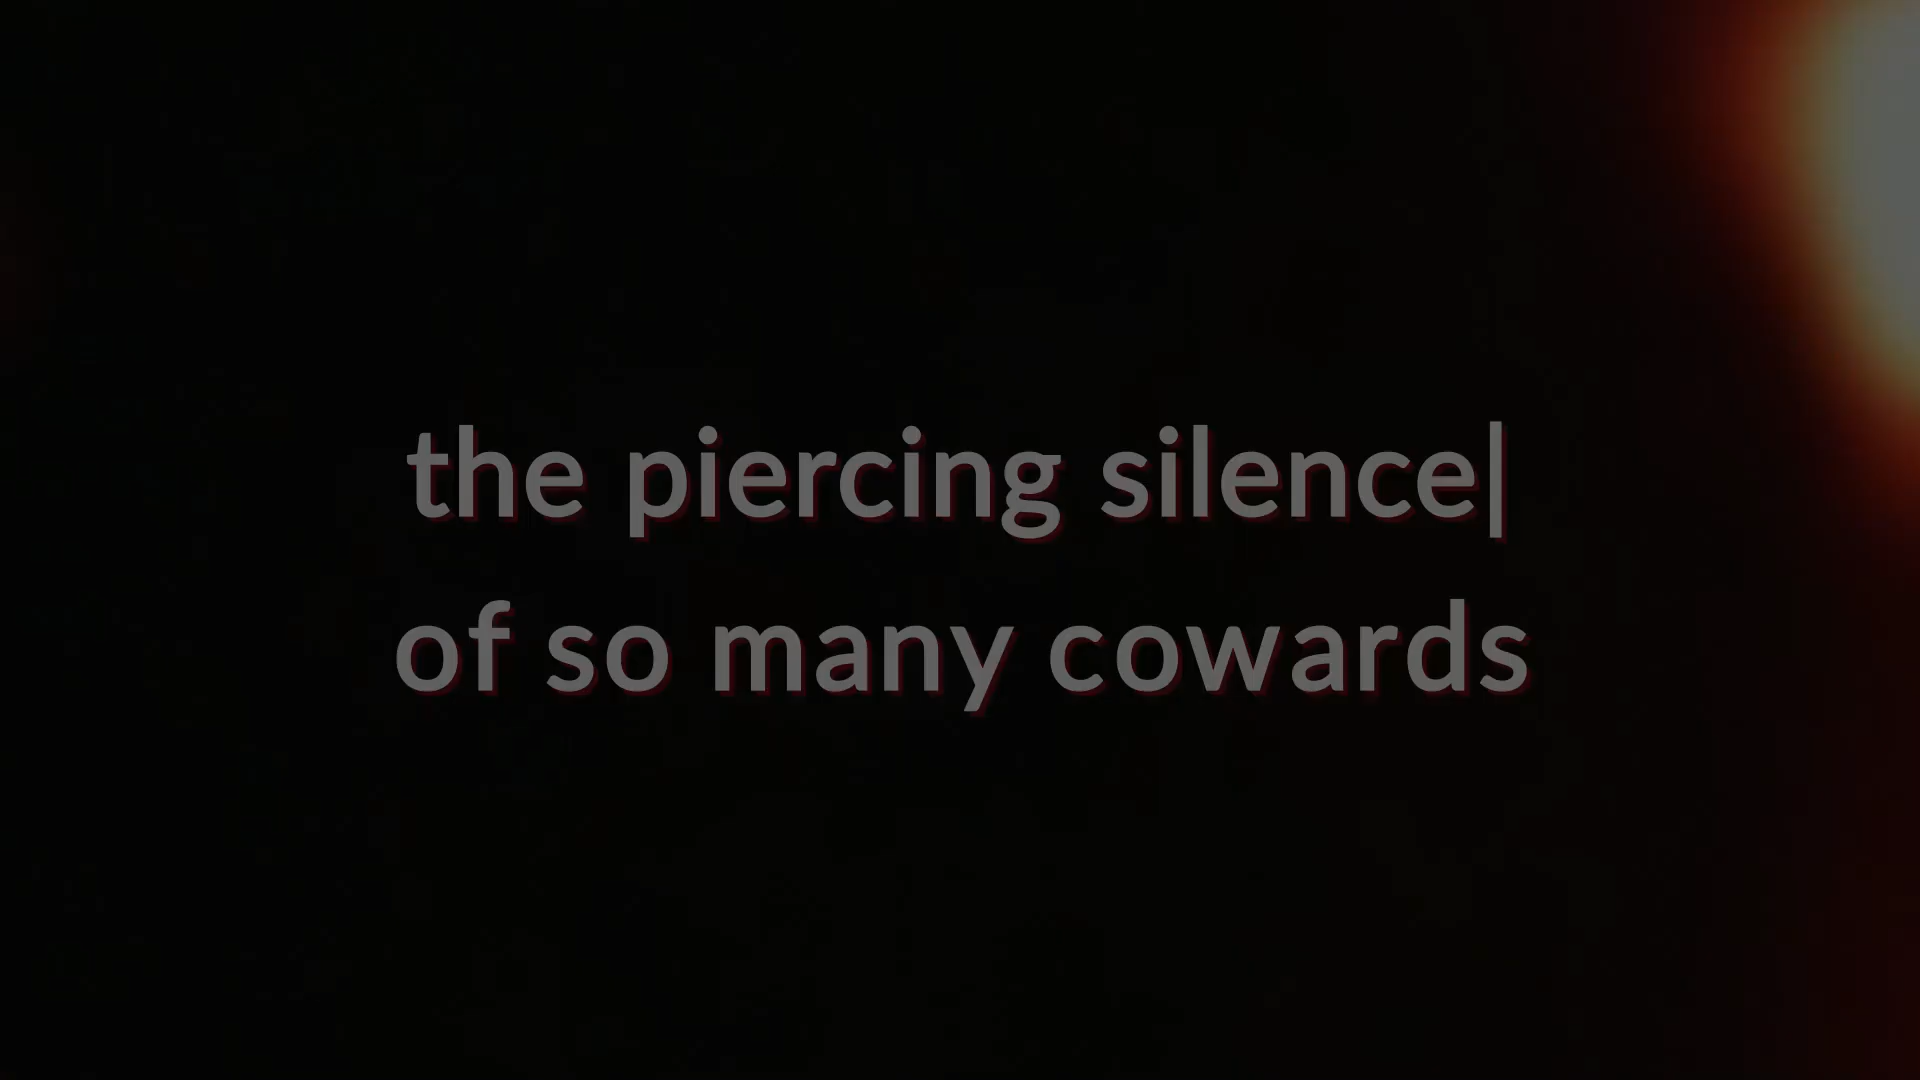 the piercing silence|
of so many cowards